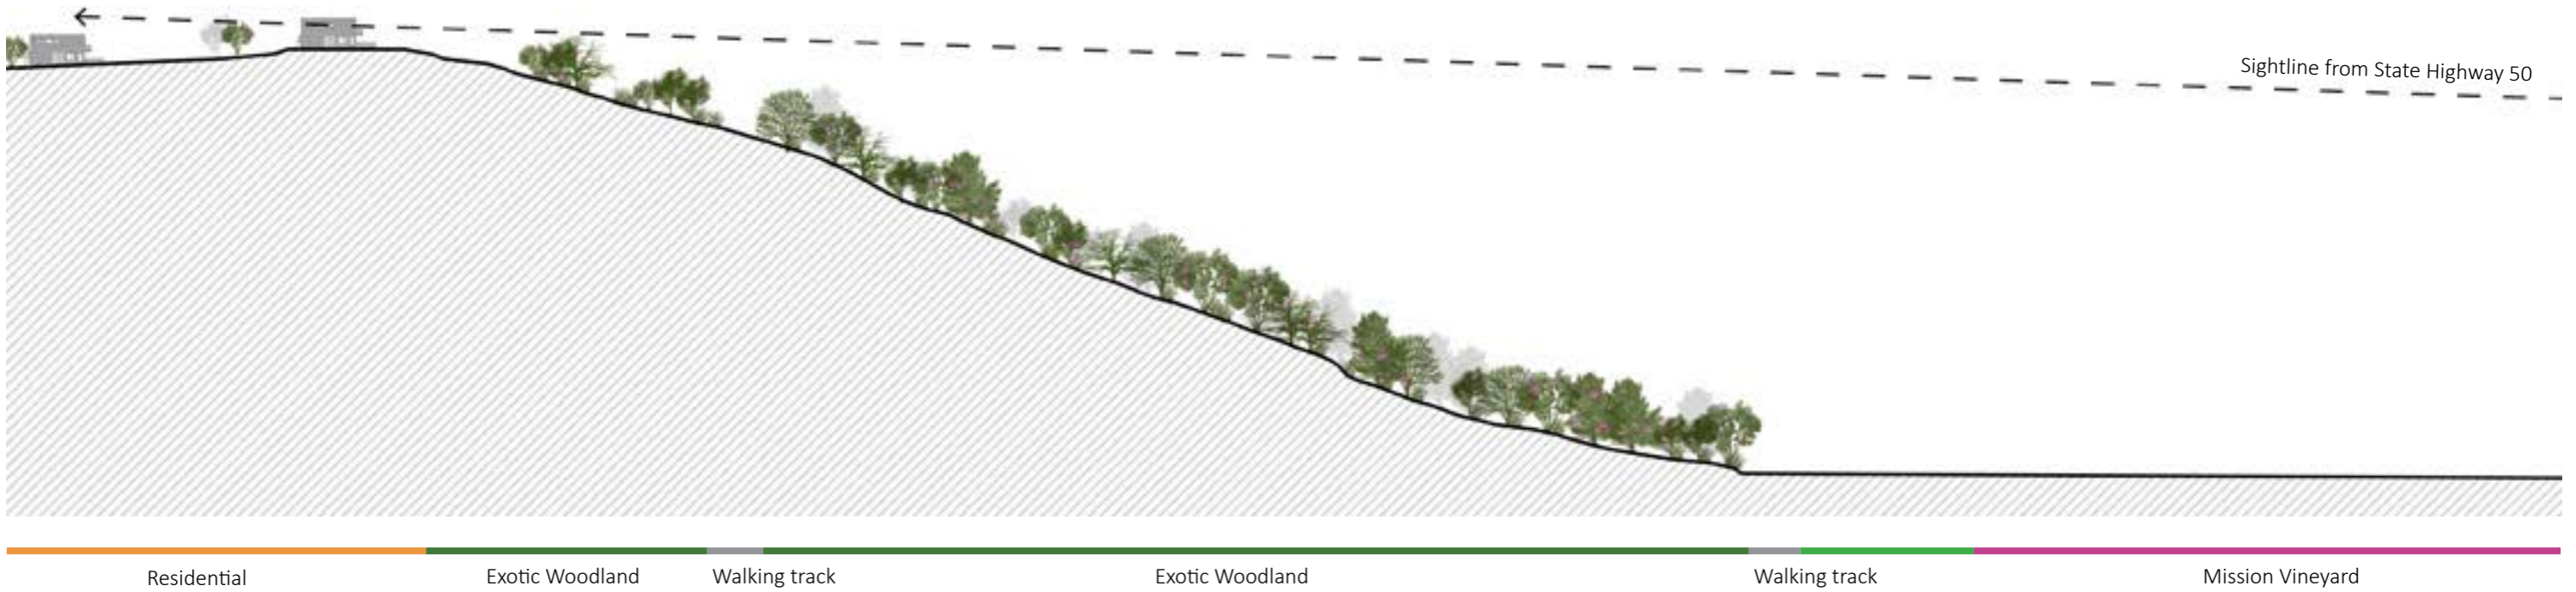 Sightline from State Highway 50
Residential
Exotic Woodland
Walking track
Exotic Woodland
Walking track
Mission Vineyard